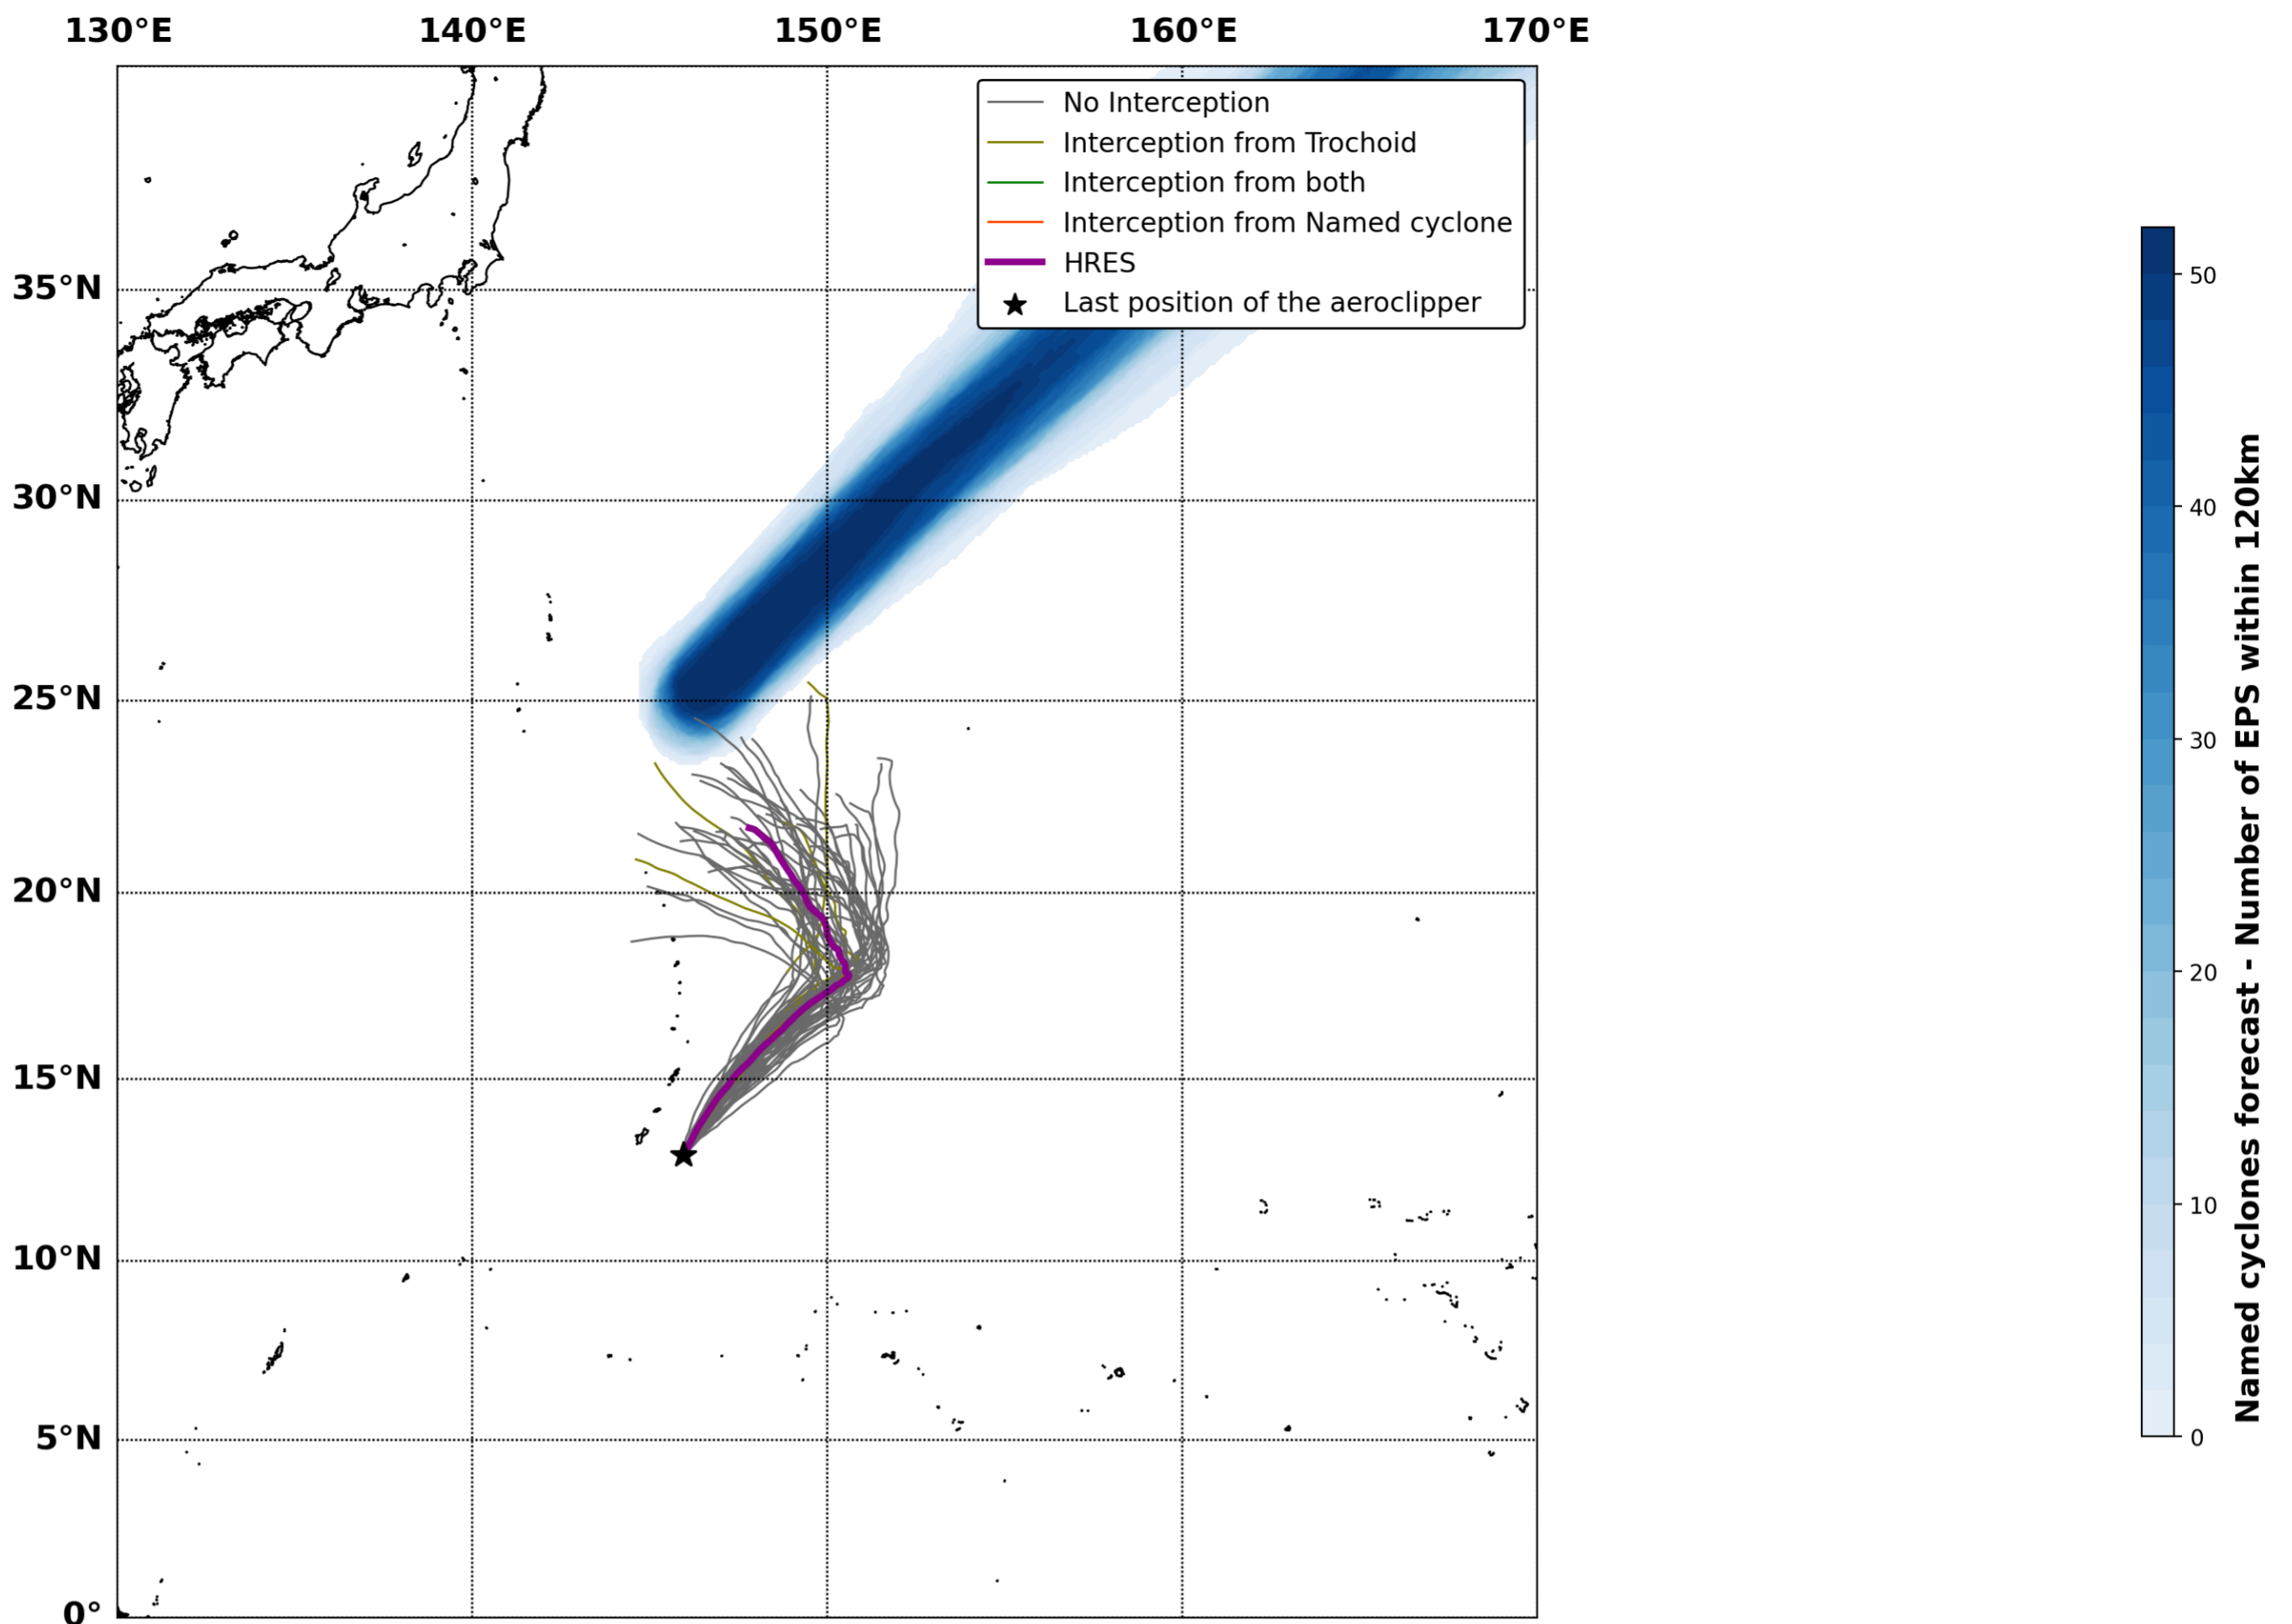 130°E 140°E 150°E 160°E 170°E
No Interception
Interception from Trochoid
Interception from both
Interception from Named cyclone
HRES
Last position of the aeroclipper
35°N
30°N
25°N
20°N
15°N
10°N
5°N
0°
50
40
30
20
10
0
Named cyclones forecast - Number of EPS within 120km